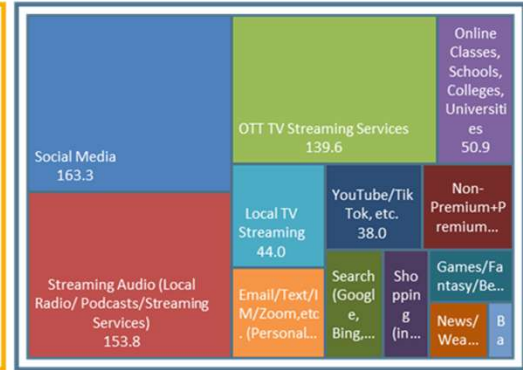 Social Media
163.3
Streaming Audio (Local
Radio/ Podcasts/Streaming
Services)
153.8
OTT TV Streaming Services
139.6
Online
Classes,
Schools,
Colleges,
Universiti
es
50.9
Local TV
Streaming
44.0
YouTube/Tik
Tok, etc.
38.0
Non-
Premium+P
remium...
Email/Text/I
M/Zoom,etc
. (Personal...
Search
(Googl
e,
Bing,...
Sho
ppin
g
(in...
Games/Fa
ntasy/Be...
News/
Wea...
Ba